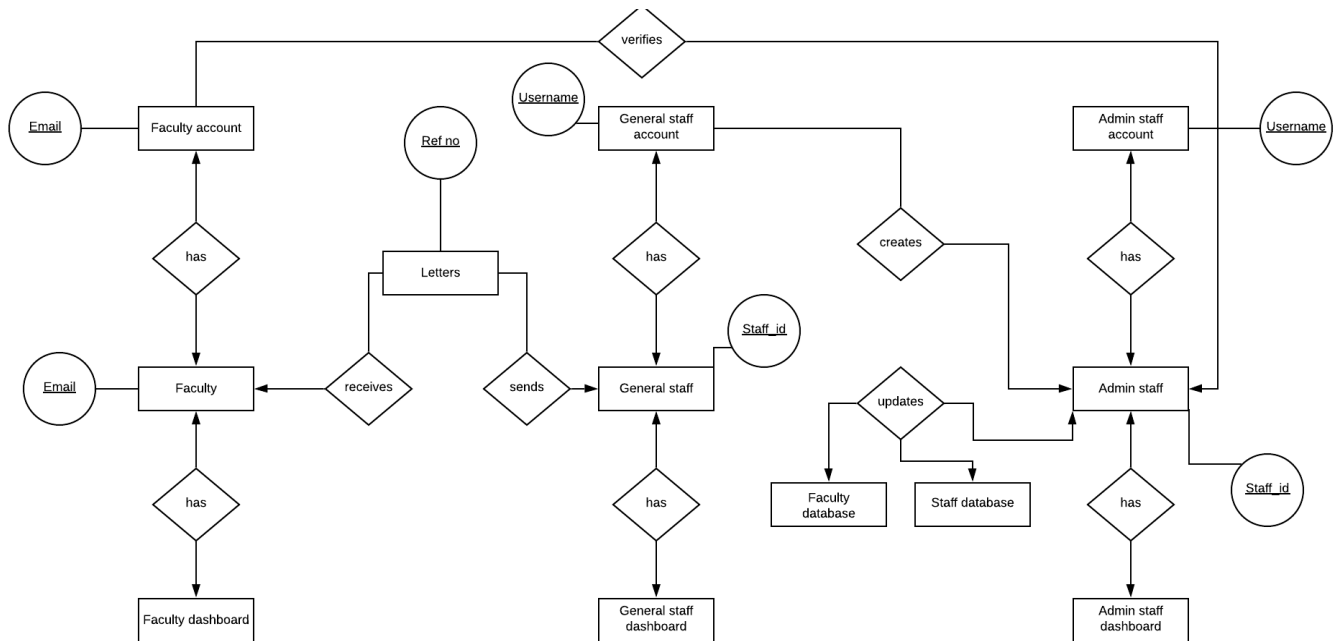 verifies
Username
Email
Faculty account
General staff
account
Admin staff
account
Username
Ref no
has
has
creates
has
Letters
Staff_id
Email
Faculty
receives
sends
General staff
updates
Admin staff
Faculty
database
Staff database
Staff_id
has
has
has
Faculty dashboard
General staff
dashboard
Admin staff
dashboard